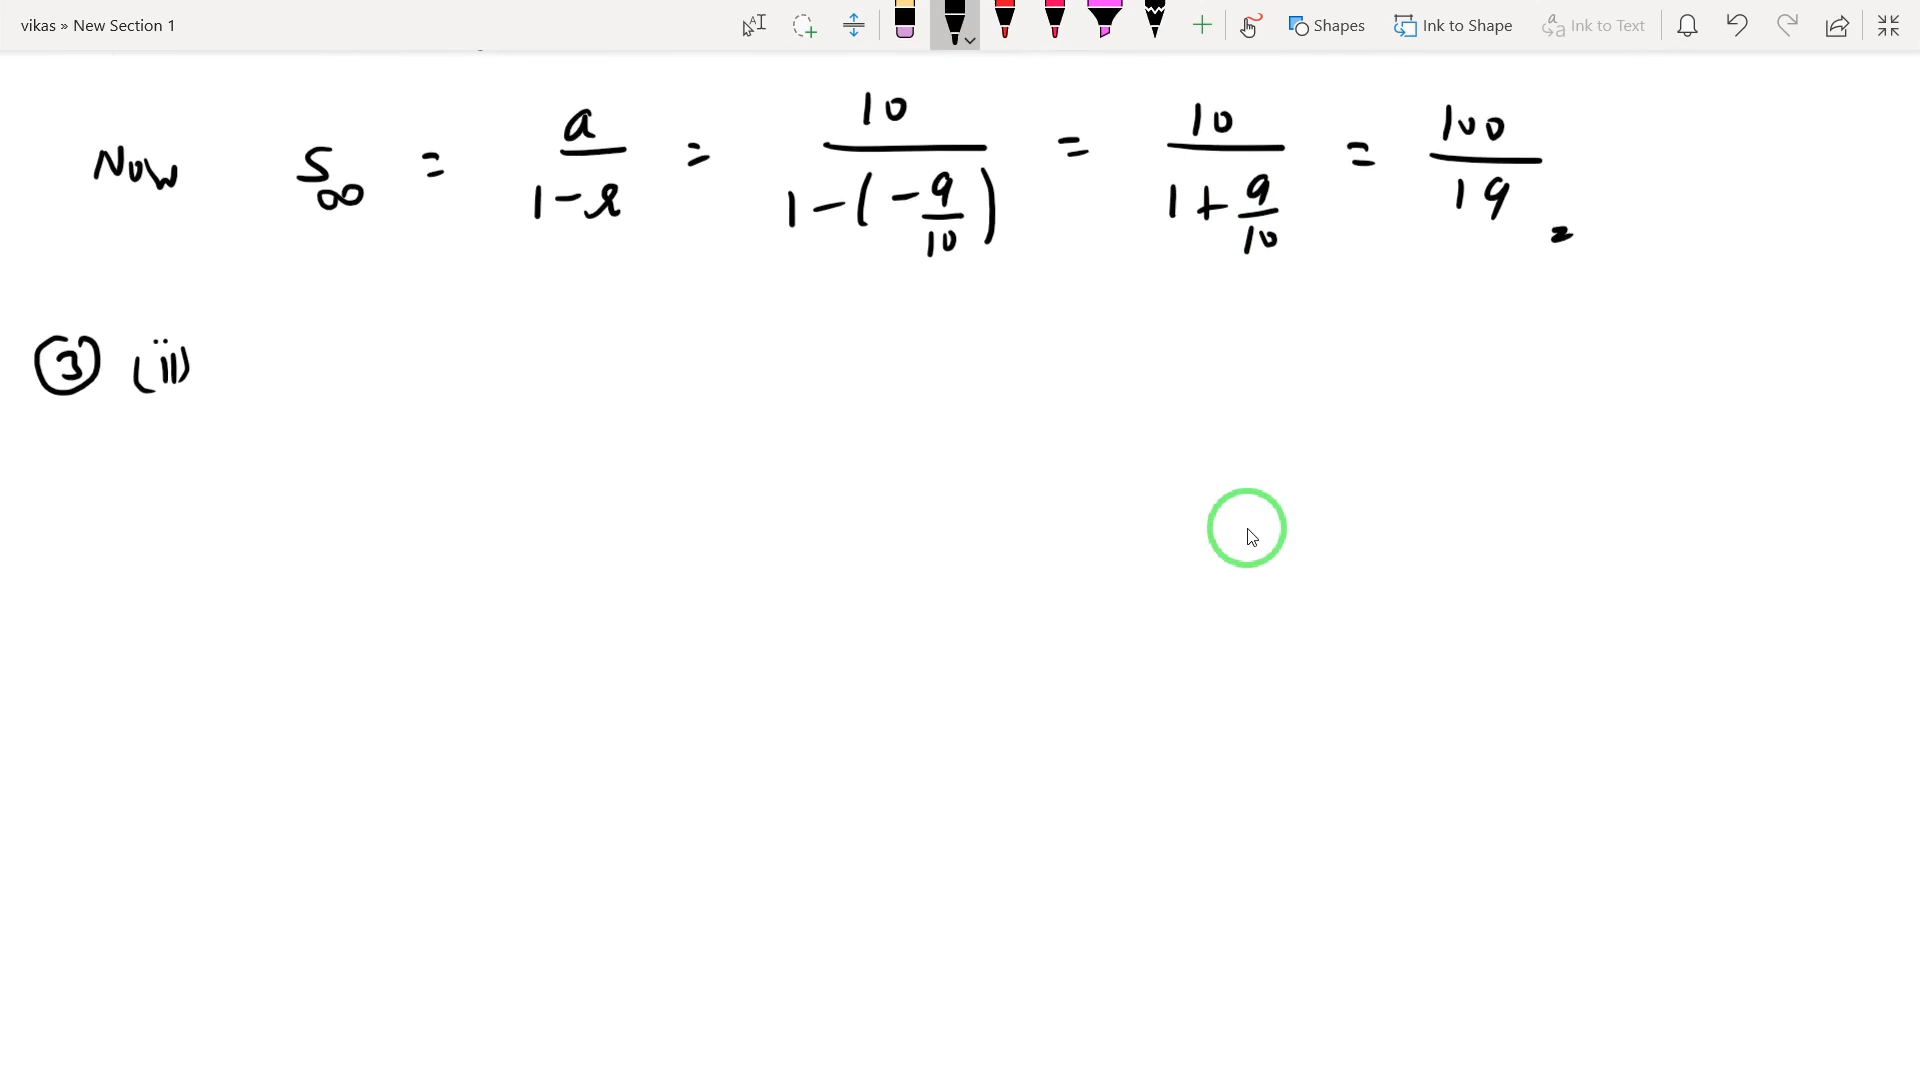 vikas » New Section 1
Shapes
Ink to Shape
Ink to Text
Now S∞ = a/(1-r) = 10/(1-(-9/10)) = 10/(1+9/10) = 100/19
③ (ii)